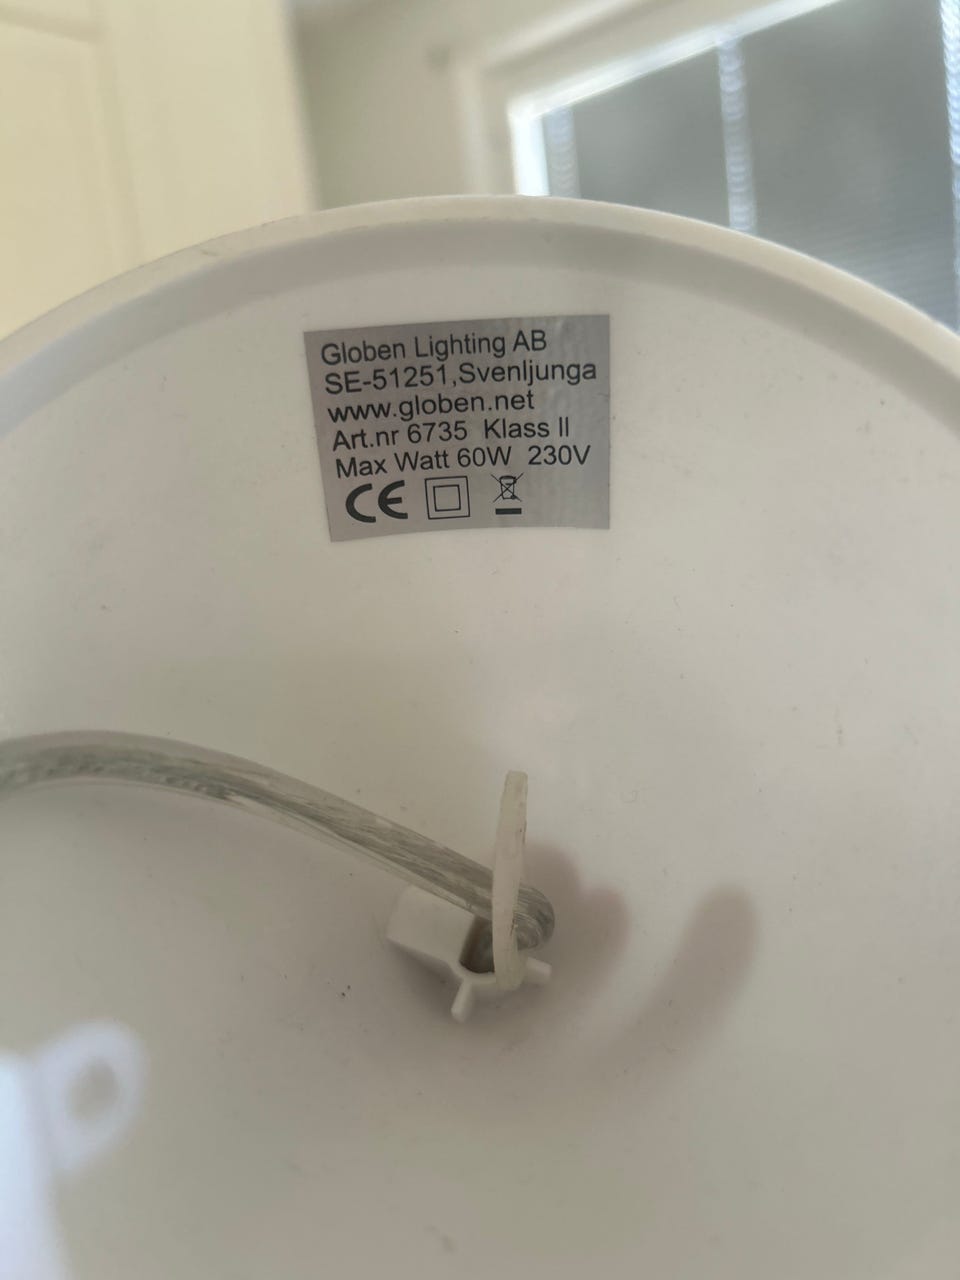 Globen Lighting AB
SE-51251,Svenljunga
www.globen.net
Art.nr 6735 Klass II
Max Watt 60W 230V
CE